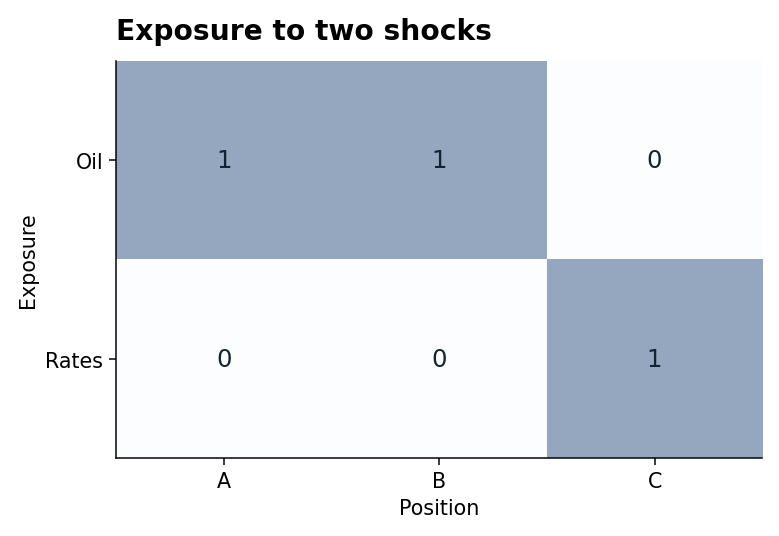 Exposure to two shocks
Exposure
Oil 1 1 0
Rates 0 0 1
A B C
Position